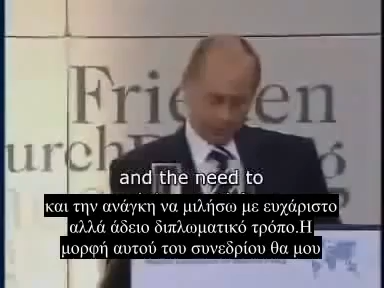 Frie en
urch D g
and the need to
και την ανάγκη να μιλήσω με ευχάριστο
αλλά άδειο διπλωματικό τρόπο.Η
μορφή αυτού του συνεδρίου θα μου